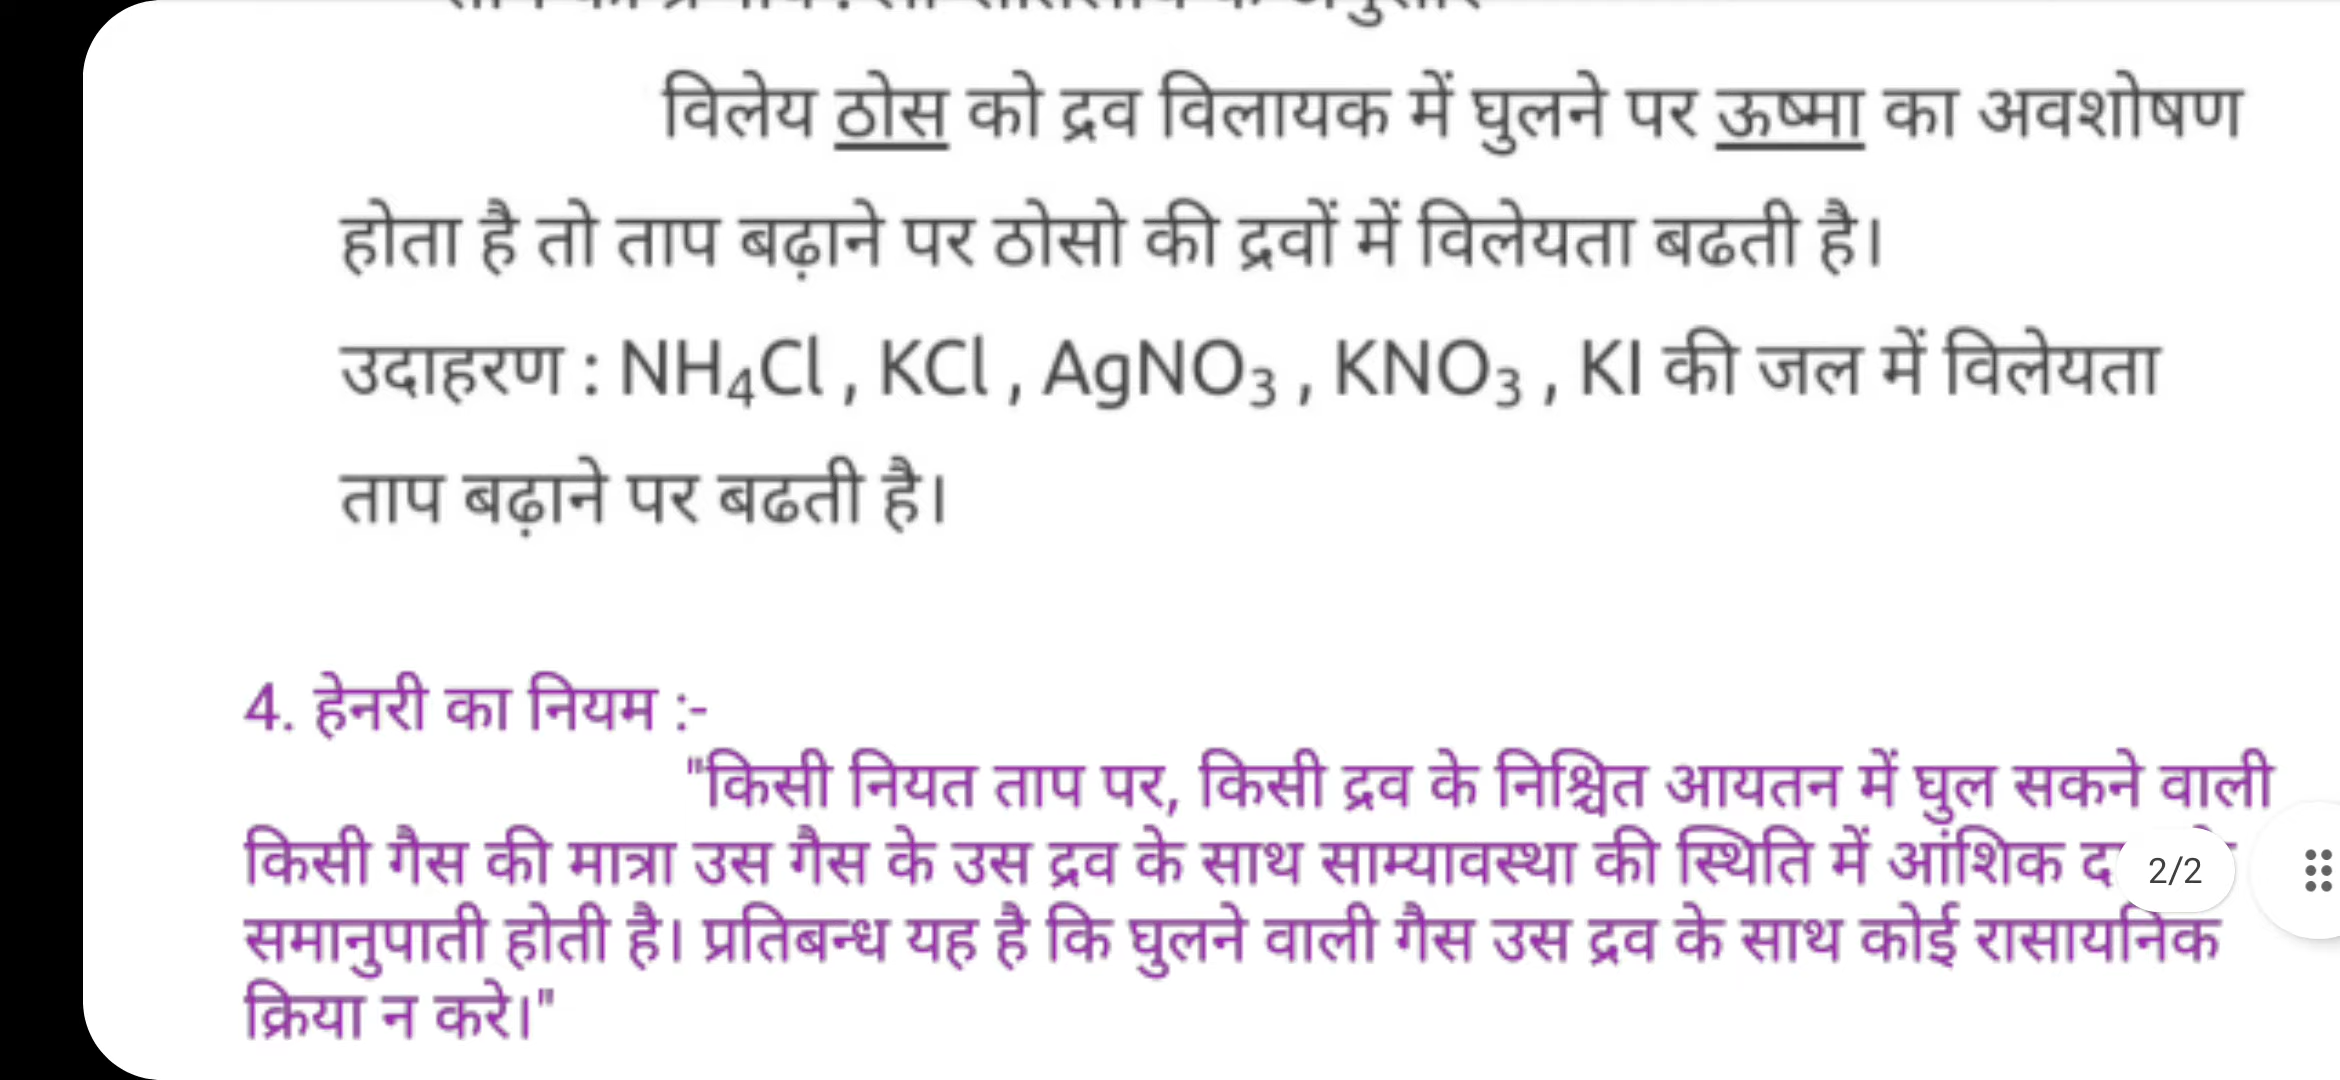 विलेय ठोस को द्रव विलायक में घुलने पर ऊष्मा का अवशोषण
होता है तो ताप बढ़ाने पर ठोसो की द्रवों में विलेयता बढती है।
उदाहरण : NH₄Cl , KCl , AgNO₃ , KNO₃ , KI की जल में विलेयता
ताप बढ़ाने पर बढती है।
4. हेनरी का नियम :-
"किसी नियत ताप पर, किसी द्रव के निश्चित आयतन में घुल सकने वाली
किसी गैस की मात्रा उस गैस के उस द्रव के साथ साम्यावस्था की स्थिति में आंशिक
2/2
समानुपाती होती है। प्रतिबन्ध यह है कि घुलने वाली गैस उस द्रव के साथ कोई रासायनिक
क्रिया न करे।"